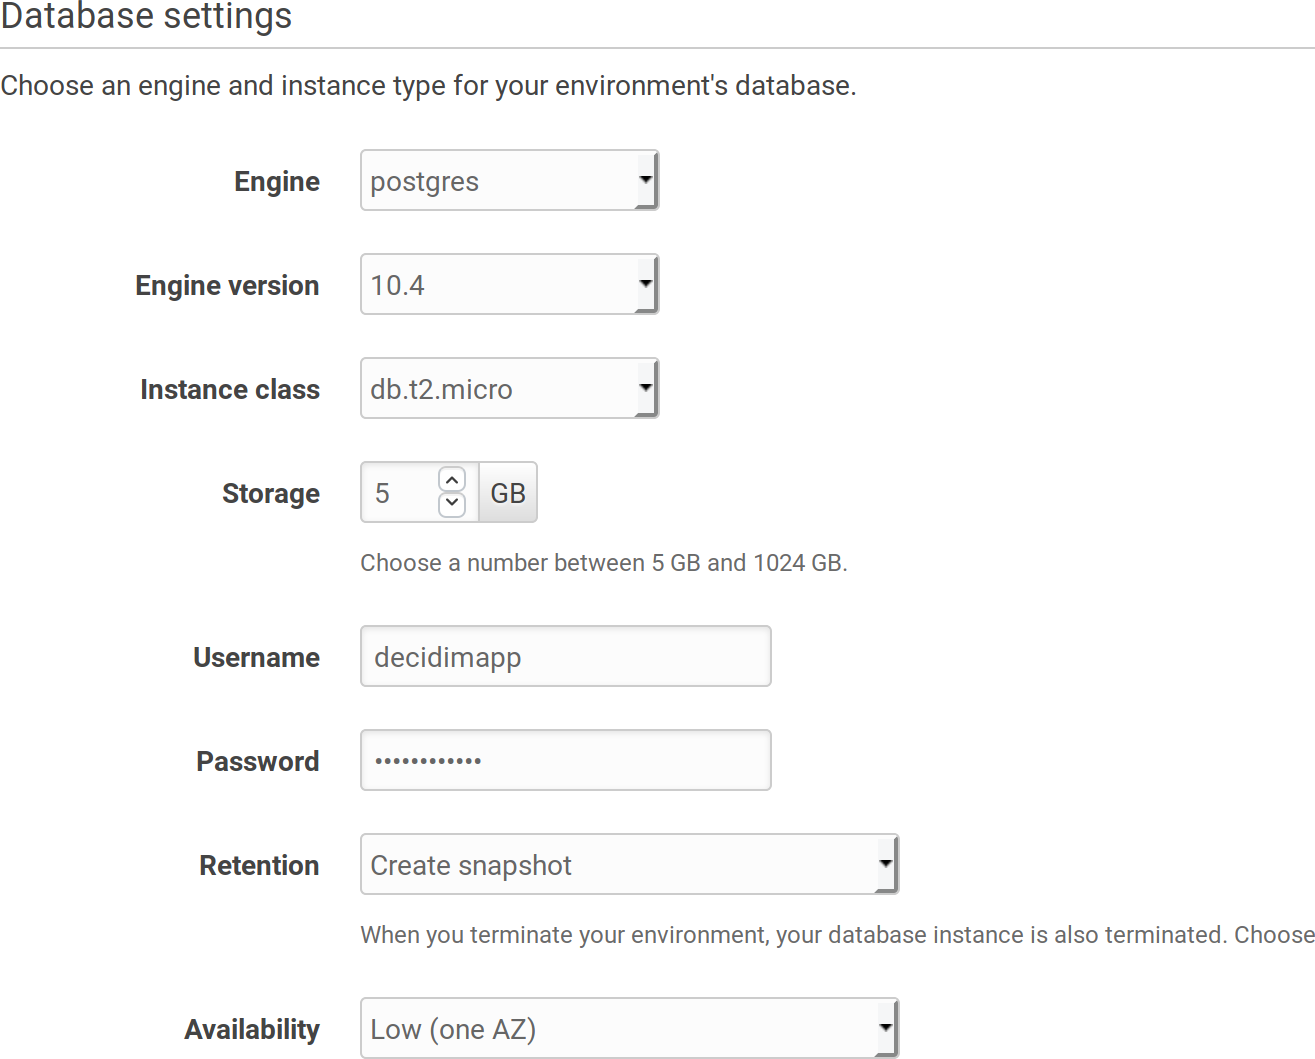 Database settings
Choose an engine and instance type for your environment's database.
Engine postgres
Engine version 10.4
Instance class db.t2.micro
Storage 5 GB
Choose a number between 5 GB and 1024 GB.
Username decidimapp
Password ••••••••••••
Retention Create snapshot
When you terminate your environment, your database instance is also terminated. Choose
Availability Low (one AZ)